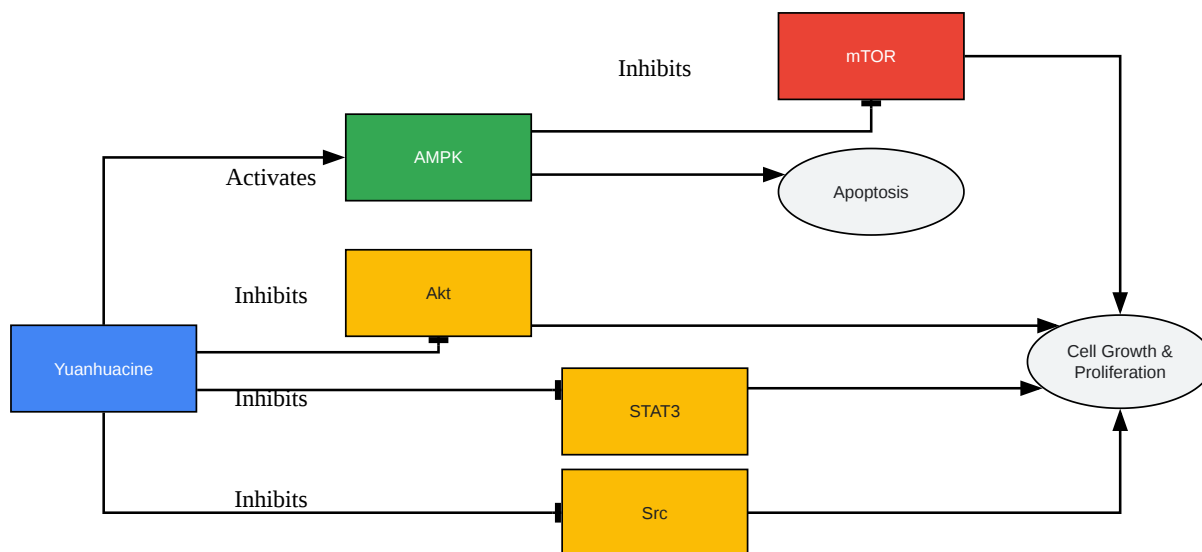 mTOR
Inhibits
AMPK
Activates
Apoptosis
Akt
Inhibits
Yuanhuacine
Cell Growth &
Proliferation
Inhibits
STAT3
Inhibits
Src